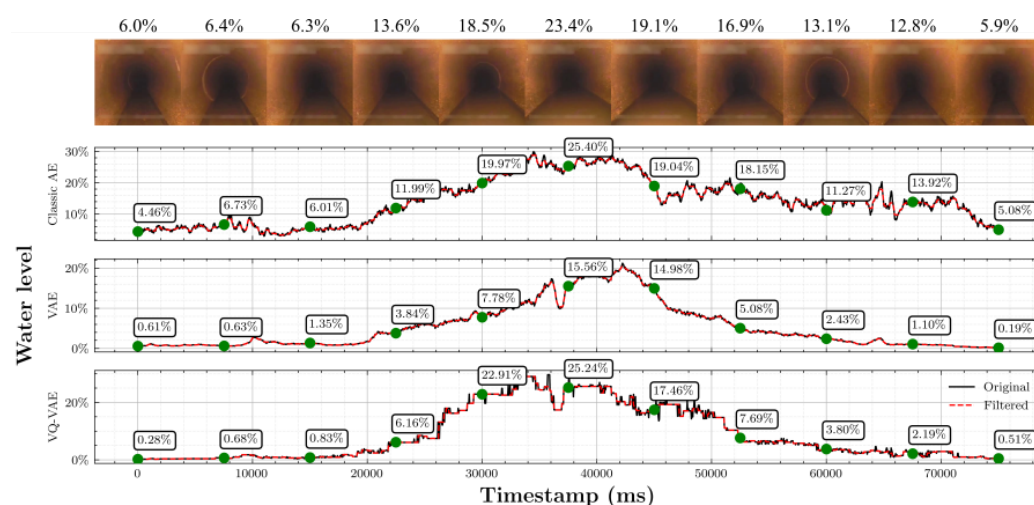 6.0% 6.4% 6.3% 13.6% 18.5% 23.4% 19.1% 16.9% 13.1% 12.8% 5.9%
Water level
Classic AE
30%
20%
10%
4.46% 6.73% 6.01% 11.99% 19.97% 25.40% 19.04% 18.15% 11.27% 13.92% 5.08%
VAE
20%
10%
0%
0.61% 0.63% 1.35% 3.84% 7.78% 15.56% 14.98% 5.08% 2.43% 1.10% 0.19%
VQ-VAE
20%
0%
0.28% 0.68% 0.83% 6.16% 22.91% 25.24% 17.46% 7.69% 3.80% 2.19% 0.51%
Original
Filtered
0 10000 20000 30000 40000 50000 60000 70000
Timestamp (ms)